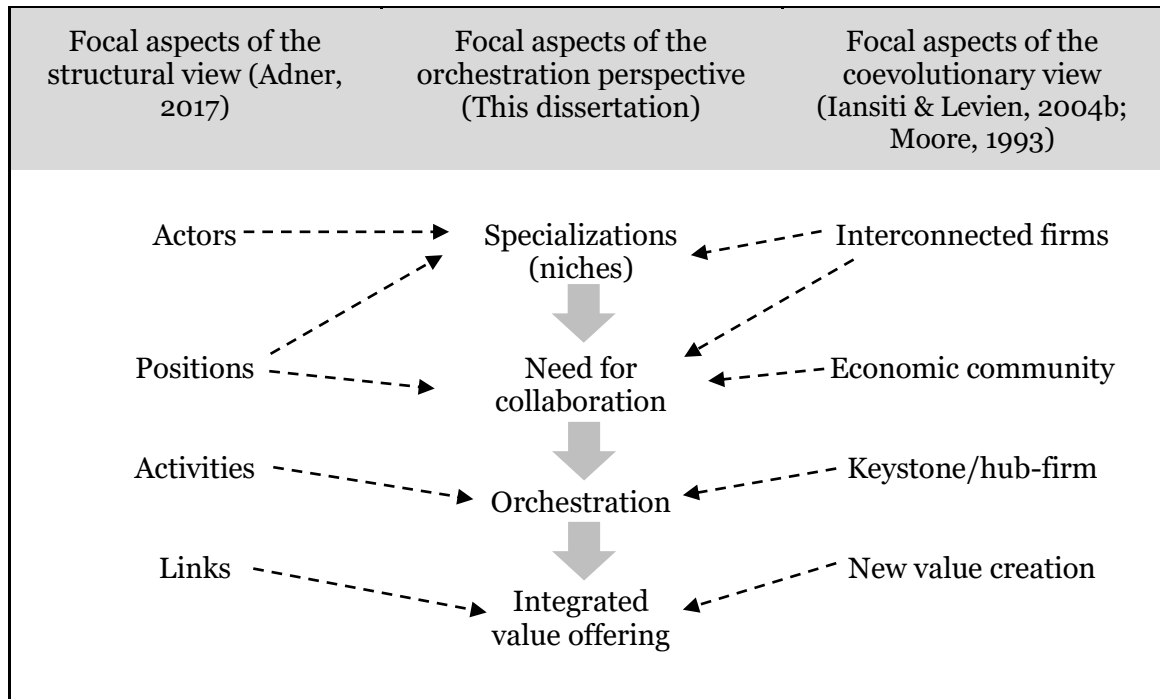 Focal aspects of the
structural view (Adner,
2017)
Focal aspects of the
orchestration perspective
(This dissertation)
Focal aspects of the
coevolutionary view
(Iansiti & Levien, 2004b;
Moore, 1993)
Actors
Specializations
(niches)
Interconnected firms
Positions
Need for
collaboration
Economic community
Activities
Orchestration
Keystone/hub-firm
Links
Integrated
value offering
New value creation